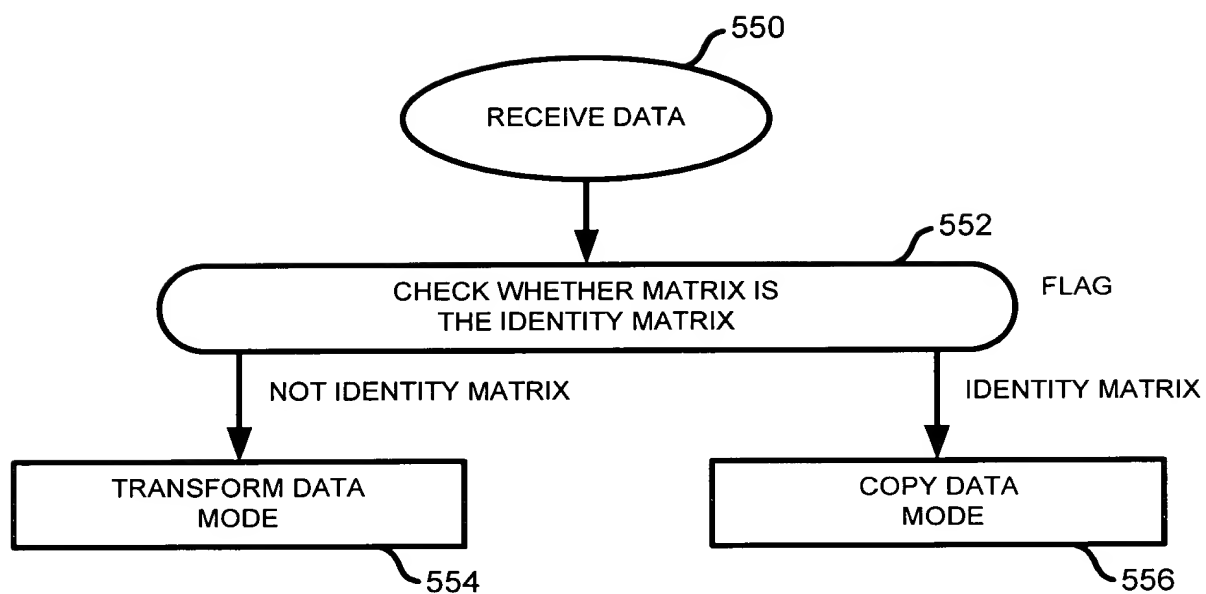 550
RECEIVE DATA
552
CHECK WHETHER MATRIX IS
THE IDENTITY MATRIX
FLAG
NOT IDENTITY MATRIX
IDENTITY MATRIX
TRANSFORM DATA
MODE
COPY DATA
MODE
554
556